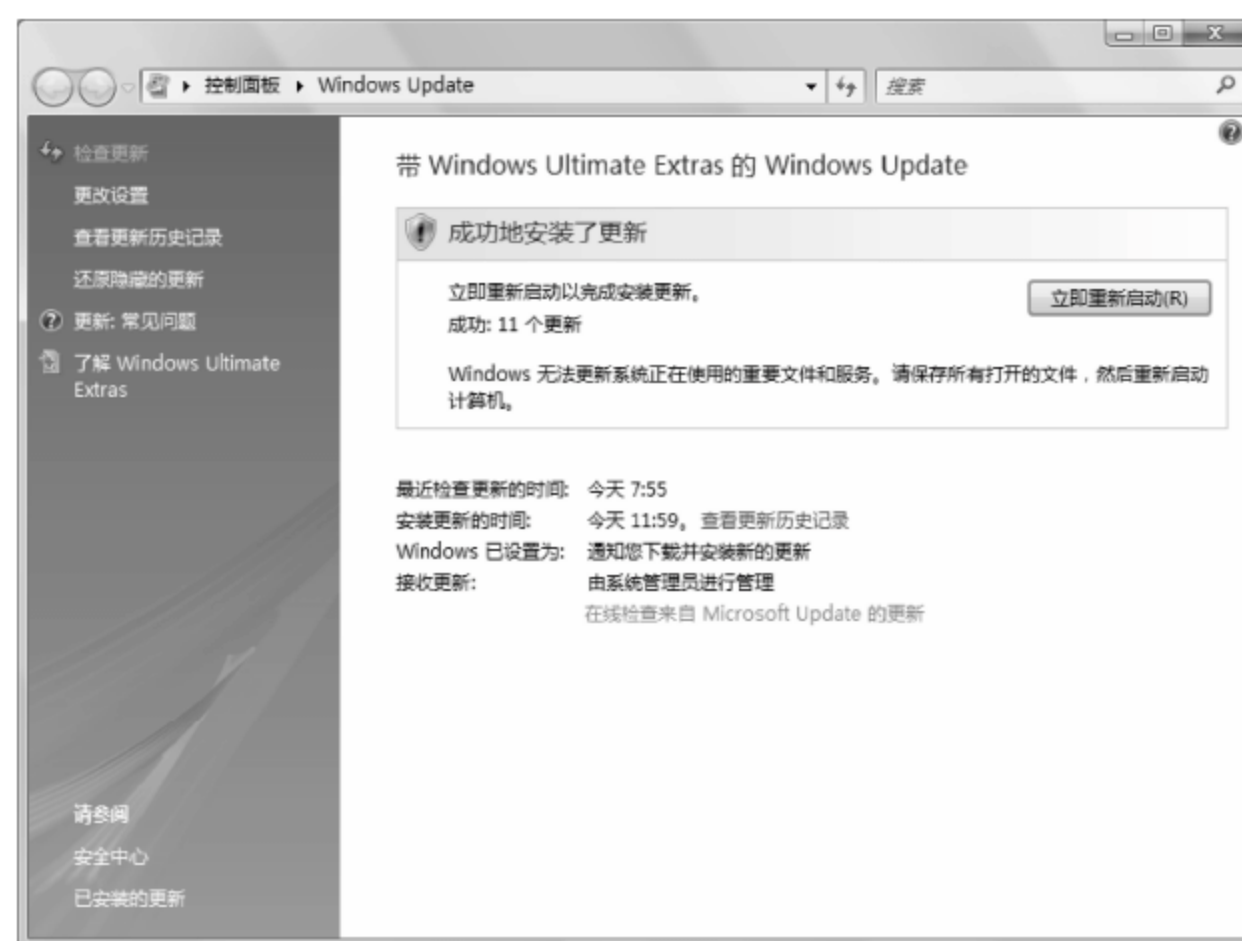 控制面板 Windows Update
搜索
检查更新
更改设置
查看更新历史记录
还原隐藏的更新
更新: 常见问题
了解 Windows Ultimate
Extras
请参阅
安全中心
已安装的更新
带 Windows Ultimate Extras 的 Windows Update
成功地安装了更新
立即重新启动以完成安装更新。
成功: 11 个更新
立即重新启动(R)
Windows 无法更新系统正在使用的重要文件和服务。请保存所有打开的文件，然后重新启动
计算机。
最近检查更新的时间: 今天 7:55
安装更新的时间: 今天 11:59。查看更新历史记录
Windows 已设置为: 通知您下载并安装新的更新
接收更新: 由系统管理员进行管理
在线检查来自 Microsoft Update 的更新